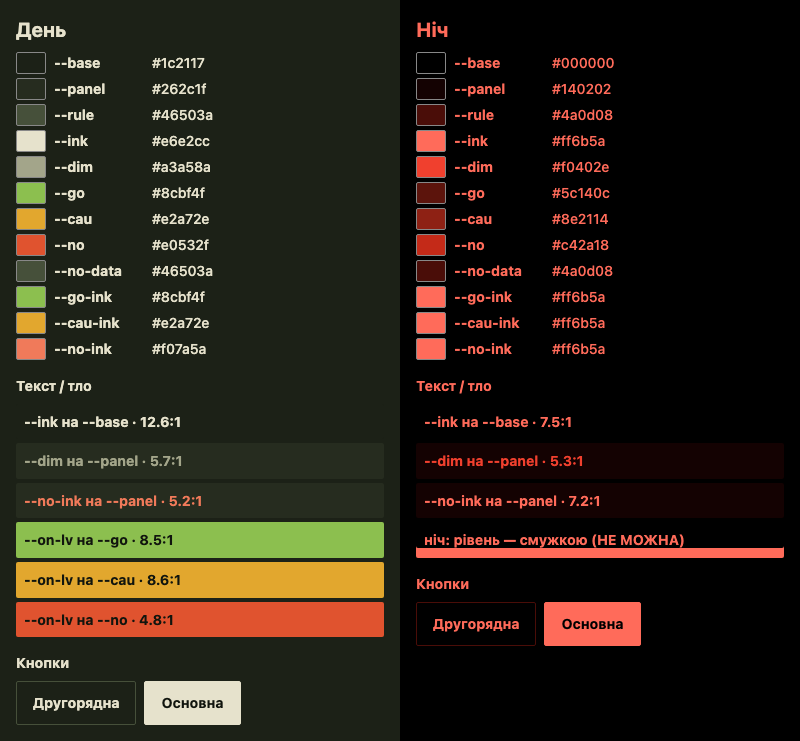 День
--base #1c2117
--panel #262c1f
--rule #46503a
--ink #e6e2cc
--dim #a3a58a
--go #8cbf4f
--cau #e2a72e
--no #e0532f
--no-data #46503a
--go-ink #8cbf4f
--cau-ink #e2a72e
--no-ink #f07a5a
Текст / тло
--ink на --base · 12.6:1
--dim на --panel · 5.7:1
--no-ink на --panel · 5.2:1
--on-lv на --go · 8.5:1
--on-lv на --cau · 8.6:1
--on-lv на --no · 4.8:1
Кнопки
Другорядна Основна
Ніч
--base #000000
--panel #140202
--rule #4a0d08
--ink #ff6b5a
--dim #f0402e
--go #5c140c
--cau #8e2114
--no #c42a18
--no-data #4a0d08
--go-ink #ff6b5a
--cau-ink #ff6b5a
--no-ink #ff6b5a
Текст / тло
--ink на --base · 7.5:1
--dim на --panel · 5.3:1
--no-ink на --panel · 7.2:1
ніч: рівень — смужкою (НЕ МОЖНА)
Кнопки
Другорядна Основна